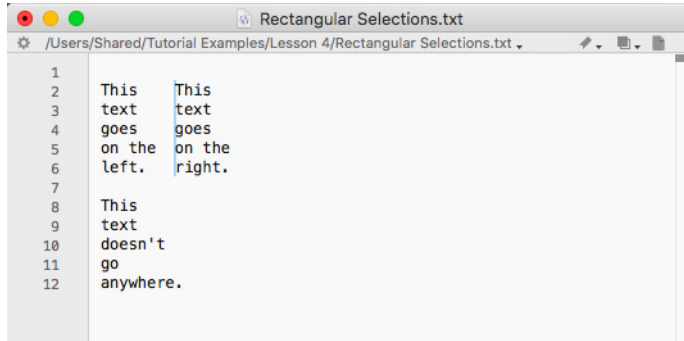 Rectangular Selections.txt
/Users/Shared/Tutorial Examples/Lesson 4/Rectangular Selections.txt
1
2 This This
3 text text
4 goes goes
5 on the on the
6 left. right.
7
8 This
9 text
10 doesn't
11 go
12 anywhere.